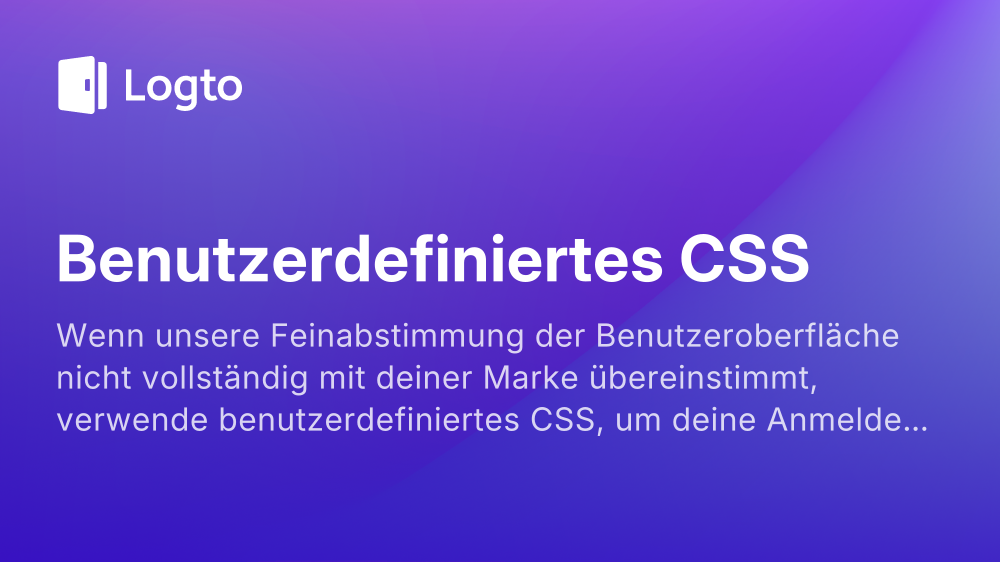 Logto
Benutzerdefiniertes CSS
Wenn unsere Feinabstimmung der Benutzeroberfläche
nicht vollständig mit deiner Marke übereinstimmt,
verwende benutzerdefiniertes CSS, um deine Anmelde...